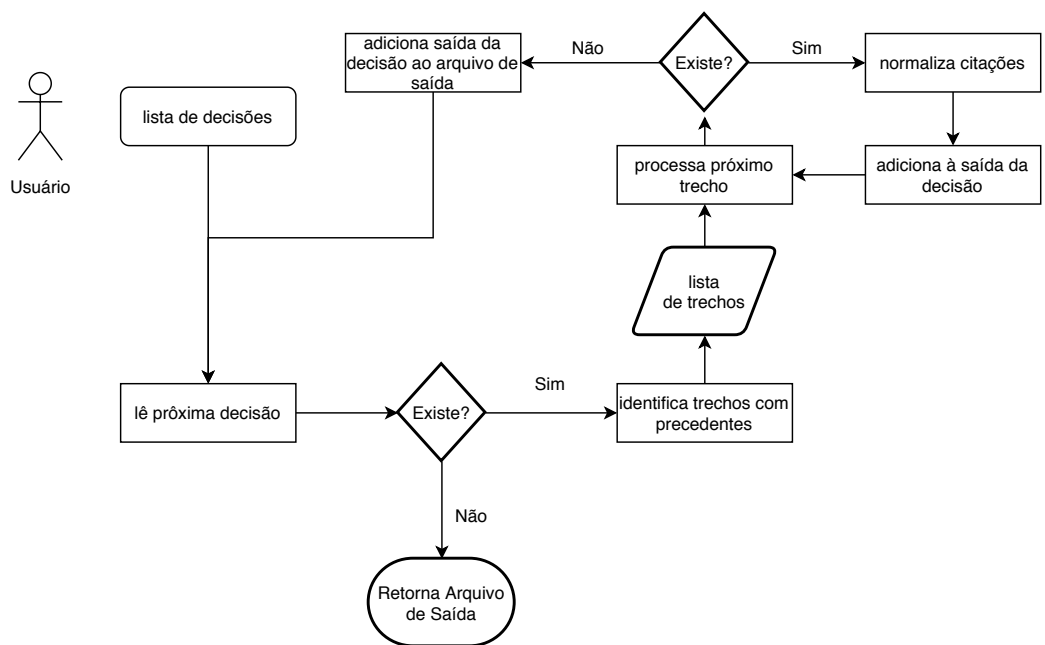 adiciona saída da
decisão ao arquivo de
saída
Não
Existe?
Sim
normaliza citações
lista de decisões
Usuário
processa próximo
trecho
adiciona à saída da
decisão
lista
de trechos
lê prôxima decisão
Existe?
Sim
identifica trechos com
precedentes
Não
Retorna Arquivo
de Saída